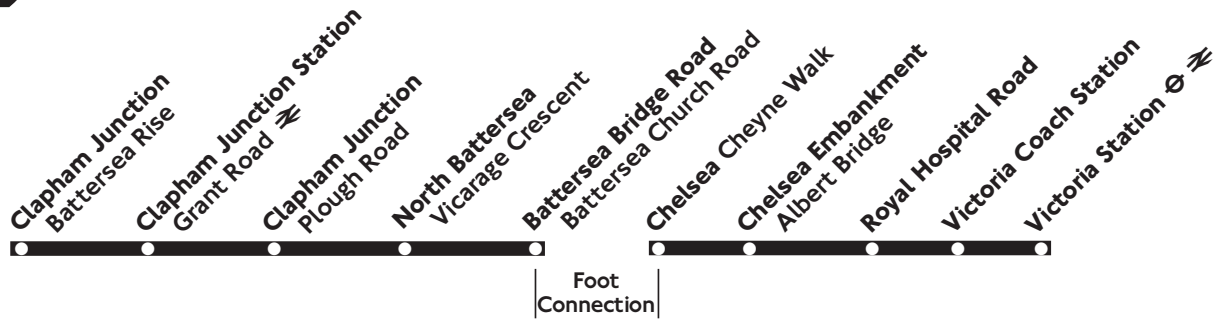 Clapham Junction
Battersea Rise
Clapham Junction Station
Grant Road
Clapham Junction
Plough Road
North Battersea
Vicarage Crescent
Battersea Bridge Road
Battersea Church Road
Chelsea Cheyne Walk
Chelsea Embankment
Albert Bridge
Royal Hospital Road
Victoria Coach Station
Victoria Station
Foot
Connection